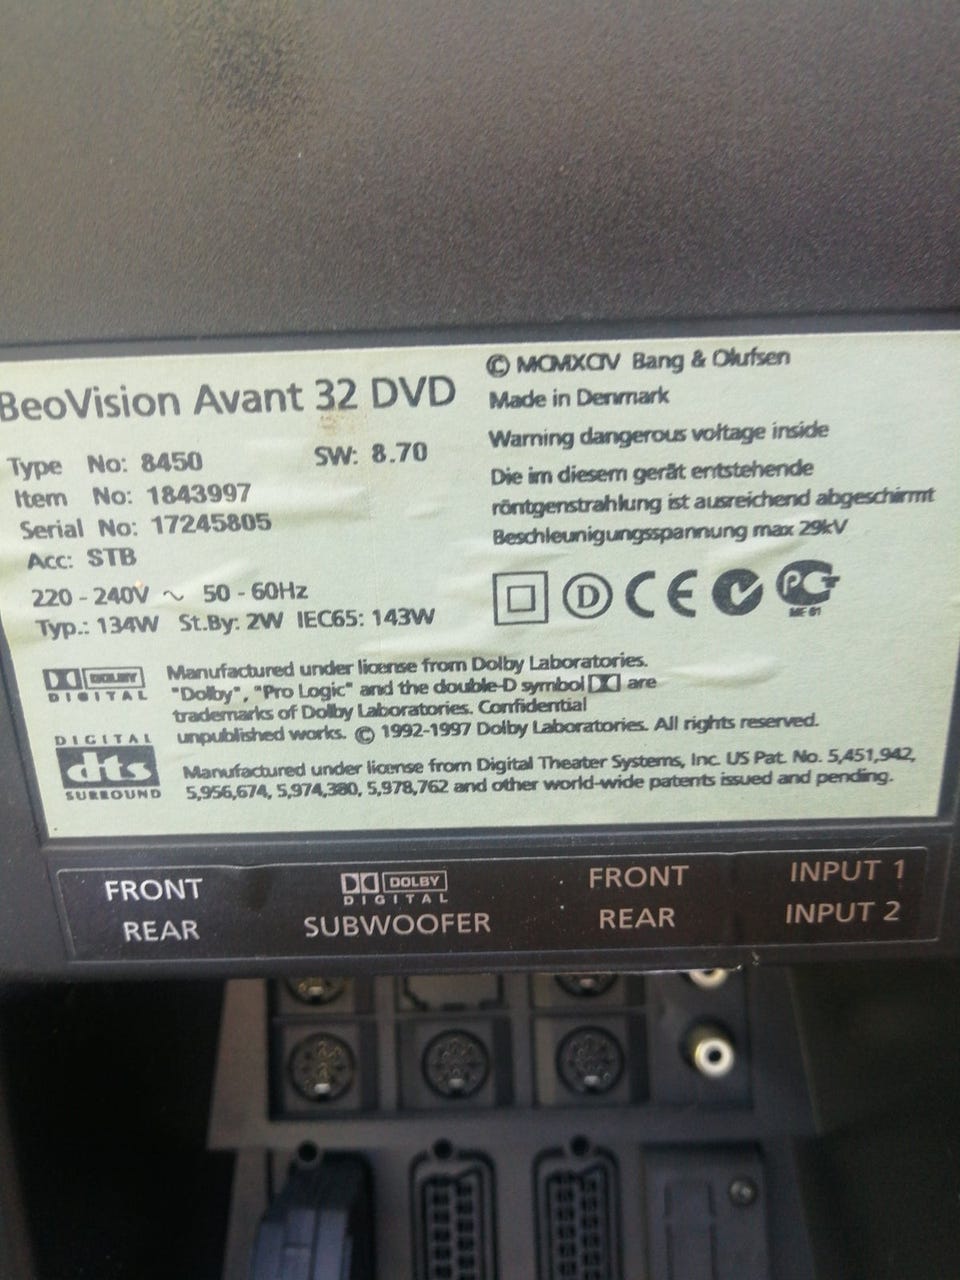 BeoVision Avant 32 DVD
Type No: 8450 SW: 8.70
Item No: 1843997
Serial No: 17245805
Acc: STB
220 - 240V ~ 50 - 60Hz
Typ.: 134W St.By: 2W IEC65: 143W
© MCMXCIV Bang & Olufsen
Made in Denmark
Warning dangerous voltage inside
Die im diesem gerät entstehende
röntgenstrahlung ist ausreichend abgeschirmt
Beschleunigungsspannung max 29kV
D CE PCT
ME 61
DOLBY
DIGITAL
Manufactured under license from Dolby Laboratories.
"Dolby", "Pro Logic" and the double-D symbol are
trademarks of Dolby Laboratories. Confidential
unpublished works. © 1992-1997 Dolby Laboratories. All rights reserved.
DIGITAL
dts
SURROUND
Manufactured under license from Digital Theater Systems, Inc. US Pat. No. 5,451,942,
5,956,674, 5,974,380, 5,978,762 and other world-wide patents issued and pending.
FRONT
REAR
DOLBY
DIGITAL
SUBWOOFER
FRONT
REAR
INPUT 1
INPUT 2